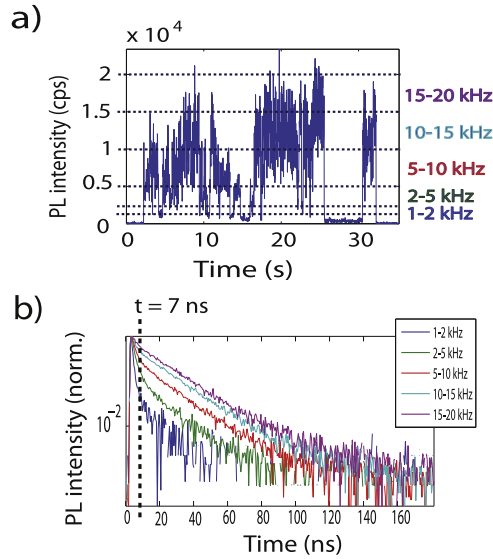 a)
x 10⁴
2
1.5
1
0.5
0
PL intensity (cps)
15-20 kHz
10-15 kHz
5-10 kHz
2-5 kHz
1-2 kHz
0 10 20 30
Time (s)
b)
t = 7 ns
1-2 kHz
2-5 kHz
5-10 kHz
10-15 kHz
15-20 kHz
10⁻²
PL intensity (norm.)
0 20 40 60 80 100 120 140 160
Time (ns)